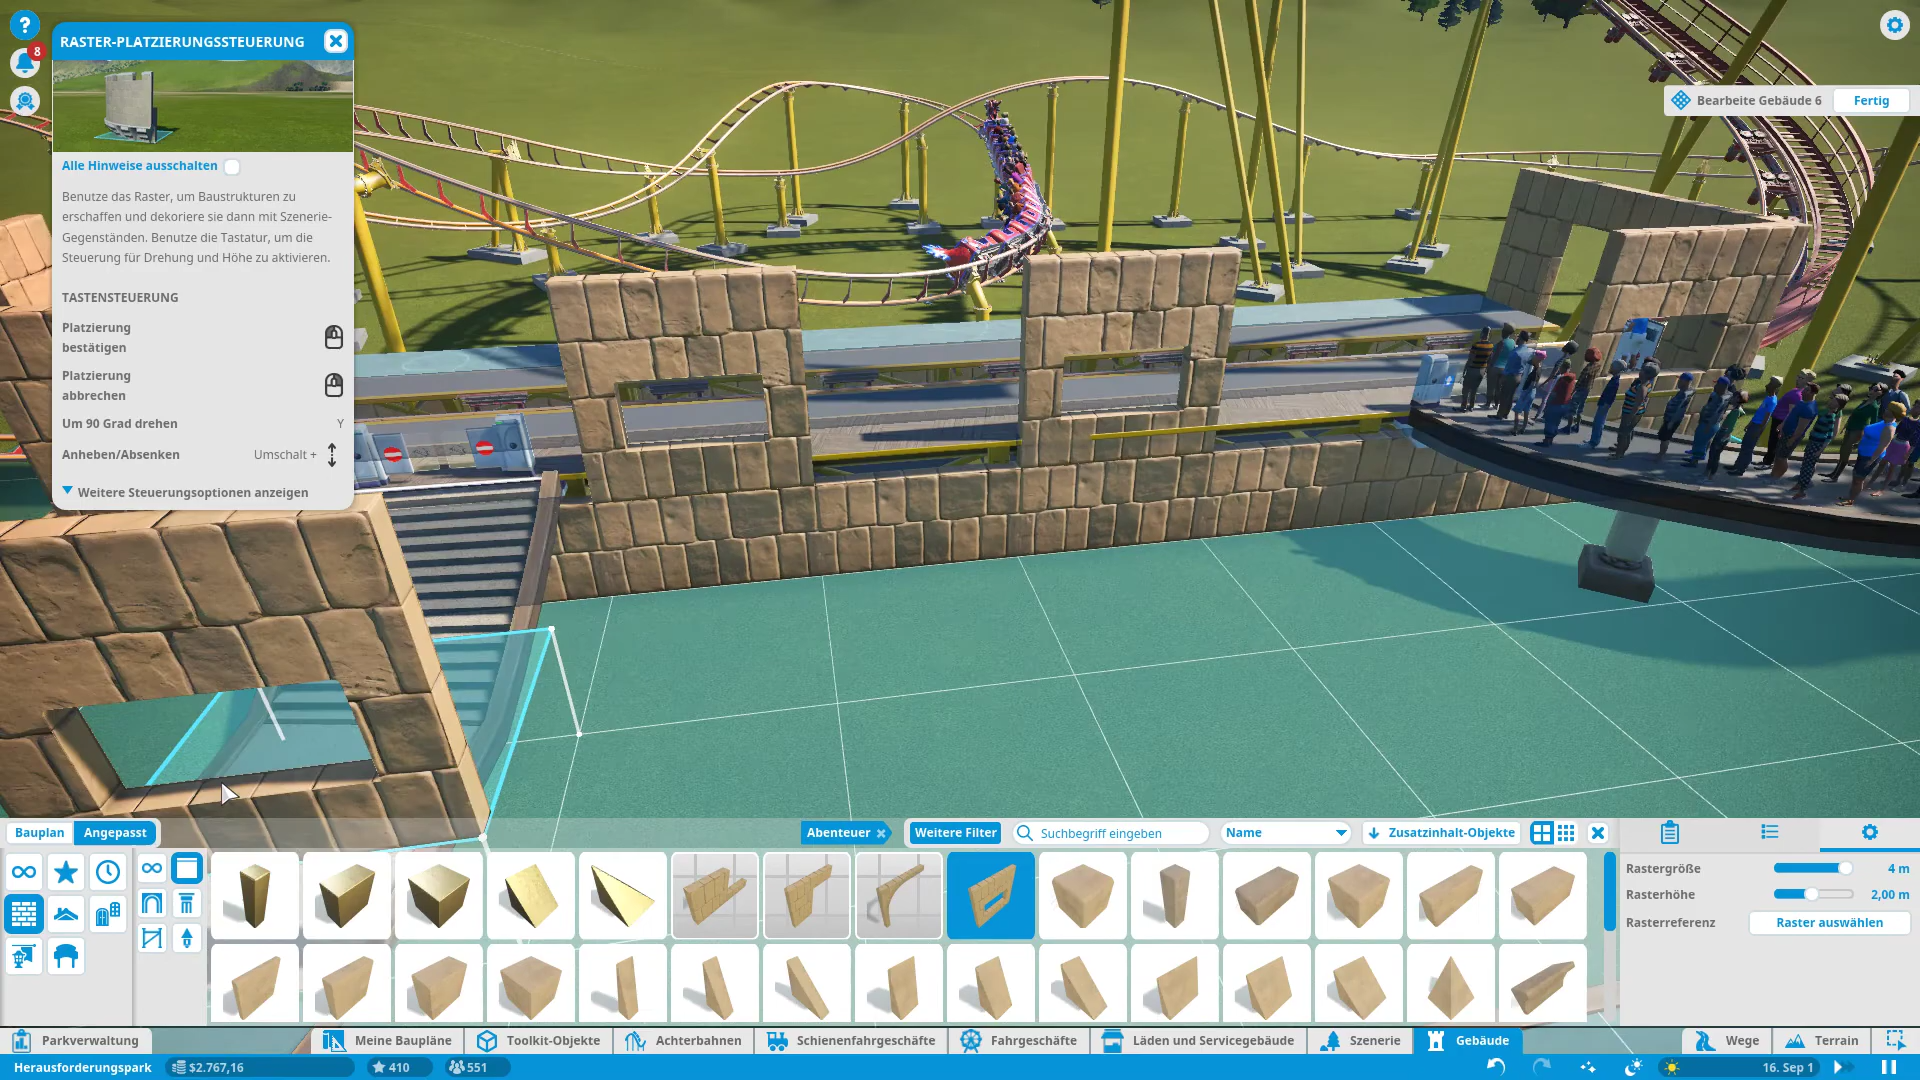 ?
8
RASTER-PLATZIERUNGSSTEUERUNG
Alle Hinweise ausschalten
Benutze das Raster, um Baustrukturen zu
erschaffen und dekoriere sie dann mit Szenerie-
Gegenständen. Benutze die Tastatur, um die
Steuerung für Drehung und Höhe zu aktivieren.
TASTENSTEUERUNG
Platzierung
bestätigen
Platzierung
abbrechen
Um 90 Grad drehen Y
Anheben/Absenken Umschalt +
Weitere Steuerungsoptionen anzeigen
Bearbeite Gebäude 6 Fertig
Bauplan Angepasst Abenteuer Weitere Filter Suchbegriff eingeben Name Zusatzinhalt-Objekte
Rastergröße 4 m
Rasterhöhe 2,00 m
Rasterreferenz Raster auswählen
Parkverwaltung Meine Baupläne Toolkit-Objekte Achterbahnen Schienenfahrgeschäfte Fahrgeschäfte Läden und Servicegebäude Szenerie Gebäude Wege Terrain
Herausforderungspark $2.767,16 410 551 16. Sep 1